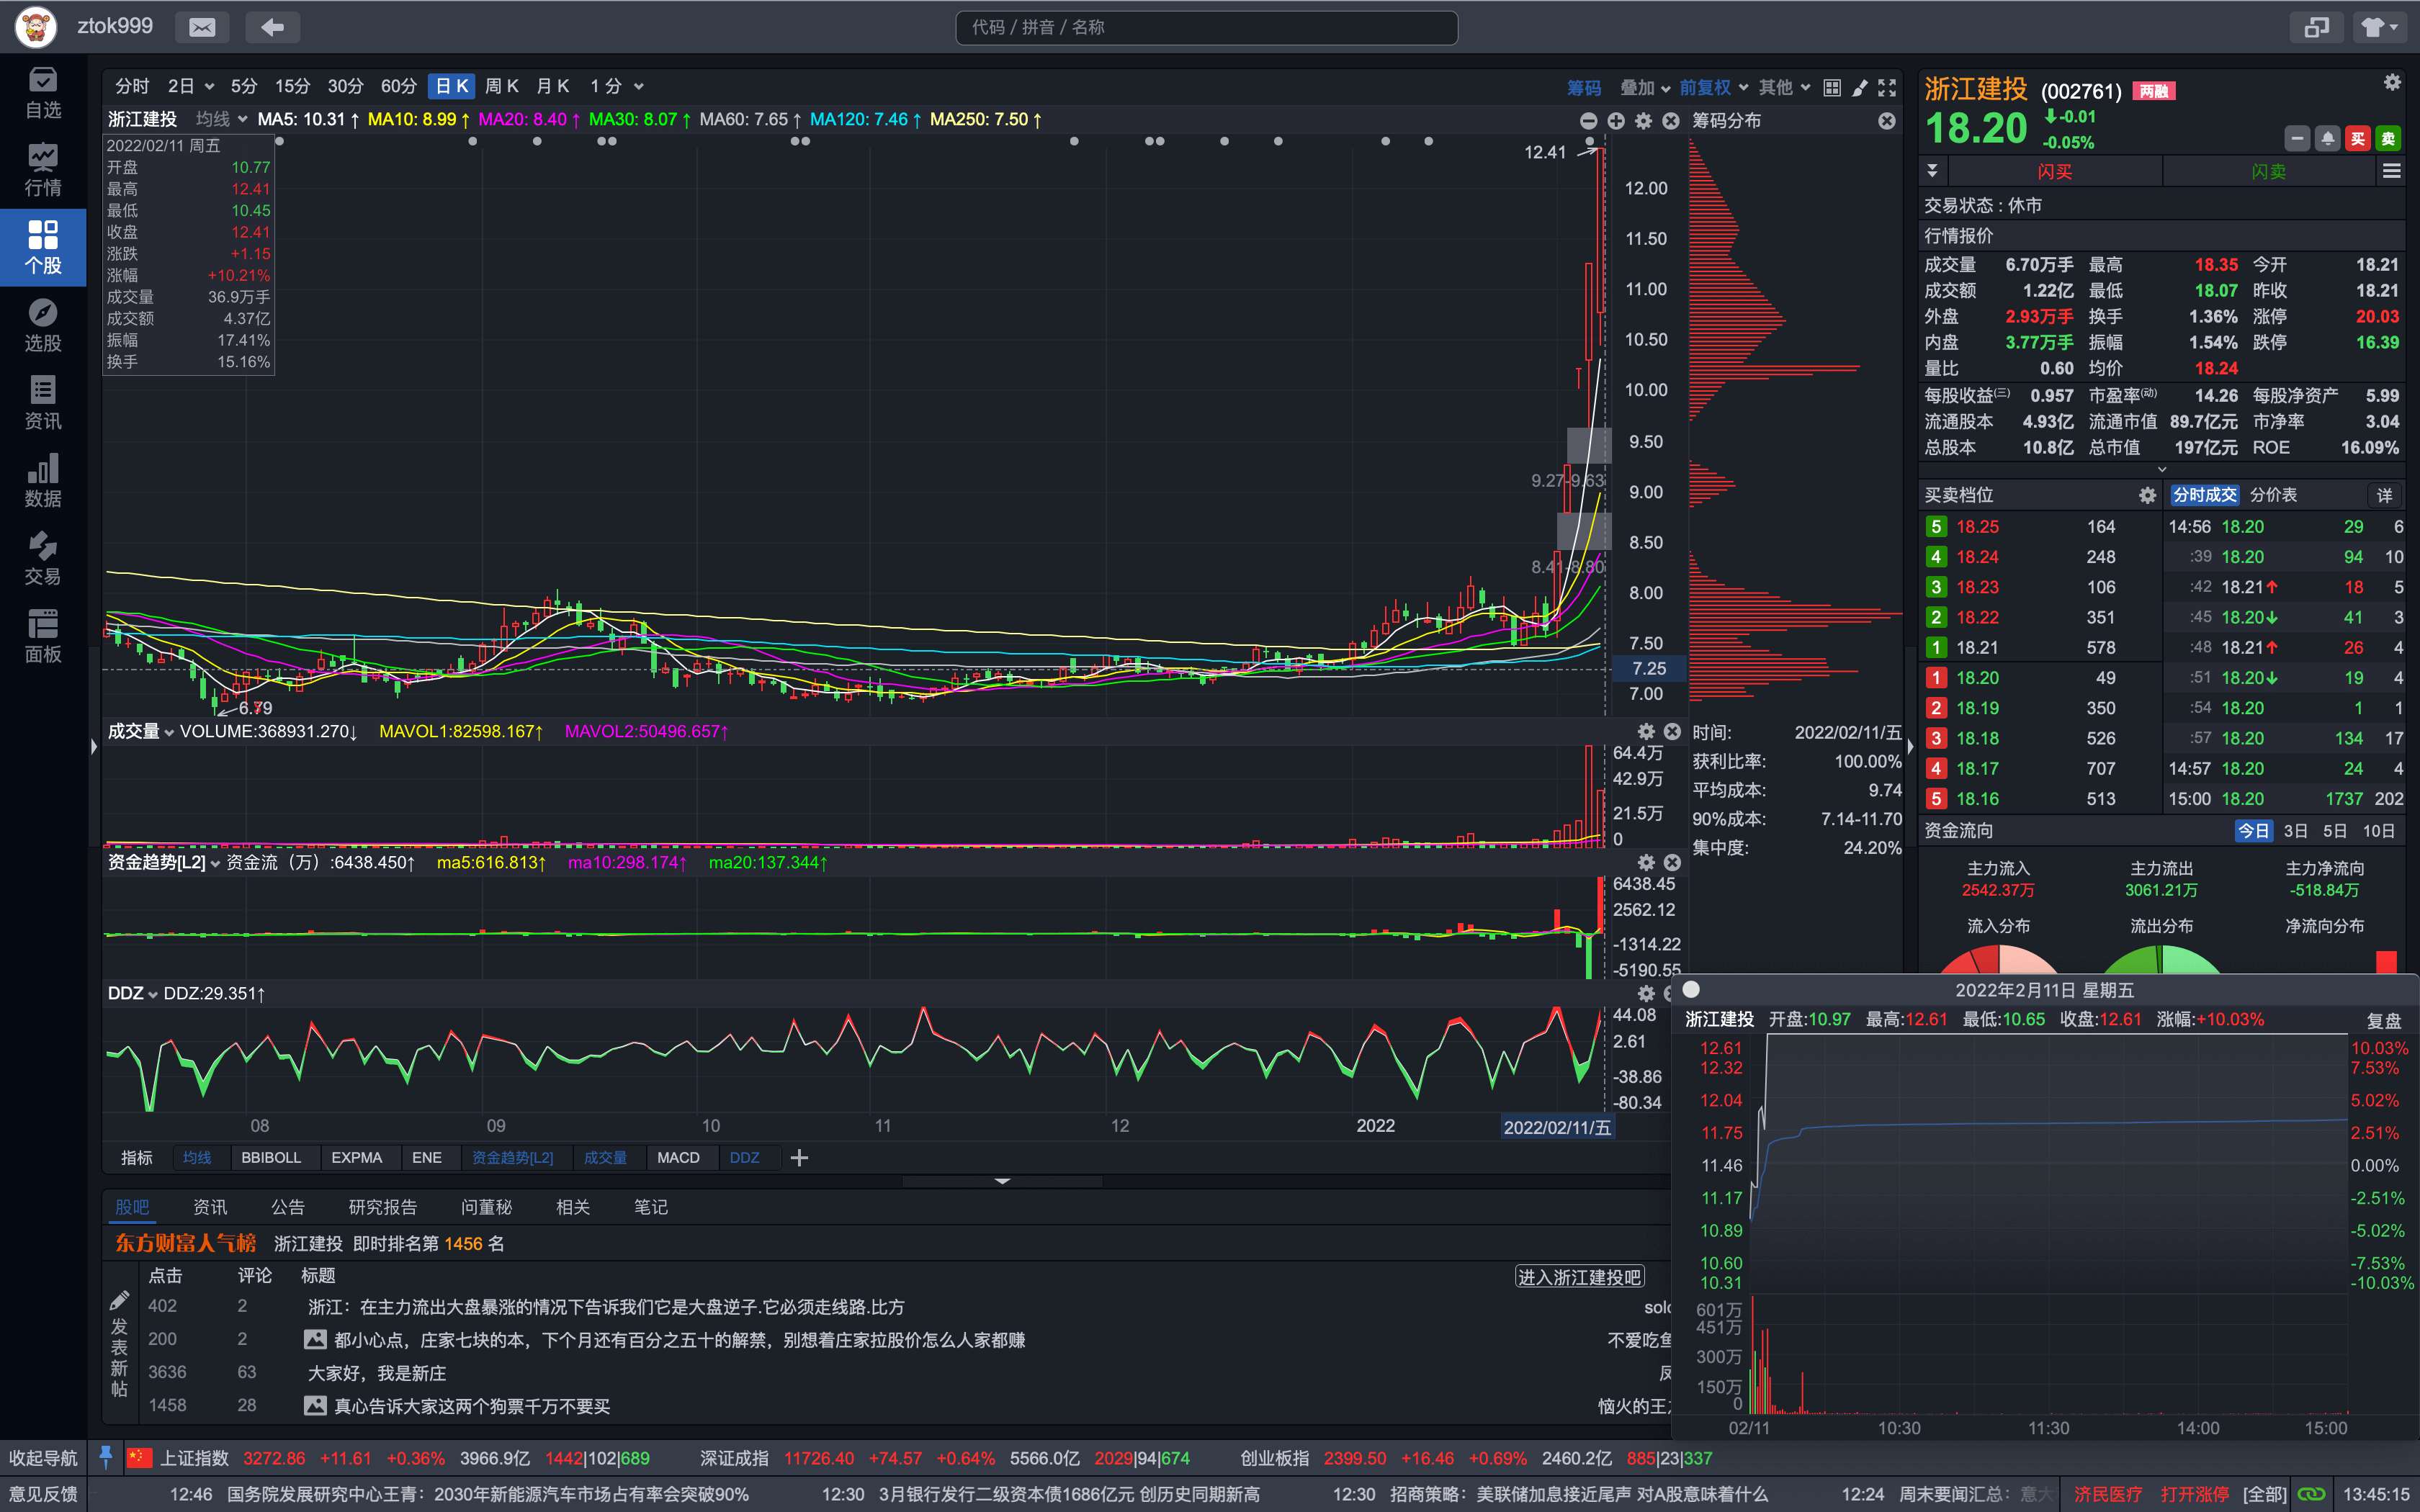 ztok999
代码 / 拼音 / 名称
自选
行情
个股
选股
资讯
数据
交易
面板
分时 2日 5分 15分 30分 60分 日K 周K 月K 1分
筹码 叠加 前复权 其他
浙江建投 均线 MA5: 10.31↑ MA10: 8.99↑ MA20: 8.40↑ MA30: 8.07↑ MA60: 7.65↑ MA120: 7.46↑ MA250: 7.50↑
2022/02/11 周五
开盘 10.77
最高 12.41
最低 10.45
收盘 12.41
涨跌 +1.15
涨幅 +10.21%
成交量 36.9万手
成交额 4.37亿
振幅 17.41%
换手 15.16%
12.41
9.27-9.63
8.41-8.80
6.79
12.00
11.50
11.00
10.50
10.00
9.50
9.00
8.50
8.00
7.50
7.25
7.00
筹码分布
时间: 2022/02/11/五
获利比率: 100.00%
平均成本: 9.74
90%成本: 7.14-11.70
集中度: 24.20%
成交量 VOLUME:368931.270↓ MAVOL1:82598.167↑ MAVOL2:50496.657↑
64.4万
42.9万
21.5万
0
资金趋势[L2] 资金流（万）:6438.450↑ ma5:616.813↑ ma10:298.174↑ ma20:137.344↑
6438.45
2562.12
-1314.22
-5190.55
DDZ DDZ:29.351↑
44.08
2.61
-38.86
-80.34
08 09 10 11 12 2022 2022/02/11/五
指标 均线 BBIBOLL EXPMA ENE 资金趋势[L2] 成交量 MACD DDZ
股吧 资讯 公告 研究报告 问董秘 相关 笔记
东方财富人气榜 浙江建投 即时排名第 1456 名
点击 评论 标题 进入浙江建投吧
发表新帖
402 2 浙江：在主力流出大盘暴涨的情况下告诉我们它是大盘逆子.它必须走线路.比方
200 2 都小心点，庄家七块的本，下个月还有百分之五十的解禁，别想着庄家拉股价怎么人家都赚 不爱吃鱼
3636 63 大家好，我是新庄
1458 28 真心告诉大家这两个狗票千万不要买 恼火的王
浙江建投 (002761) 两融
18.20 -0.01
-0.05%
买 卖
闪买 闪卖
交易状态：休市
行情报价
成交量 6.70万手 最高 18.35 今开 18.21
成交额 1.22亿 最低 18.07 昨收 18.21
外盘 2.93万手 换手 1.36% 涨停 20.03
内盘 3.77万手 振幅 1.54% 跌停 16.39
量比 0.60 均价 18.24
每股收益(三) 0.957 市盈率(动) 14.26 每股净资产 5.99
流通股本 4.93亿 流通市值 89.7亿元 市净率 3.04
总股本 10.8亿 总市值 197亿元 ROE 16.09%
买卖档位 分时成交 分价表 详
5 18.25 164 14:56 18.20 29 6
4 18.24 248 :39 18.20 94 10
3 18.23 106 :42 18.21↑ 18 5
2 18.22 351 :45 18.20↓ 41 3
1 18.21 578 :48 18.21↑ 26 4
1 18.20 49 :51 18.20↓ 19 4
2 18.19 350 :54 18.20 1 1
3 18.18 526 :57 18.20 134 17
4 18.17 707 14:57 18.20 24 4
5 18.16 513 15:00 18.20 1737 202
资金流向 今日 3日 5日 10日
主力流入 主力流出 主力净流向
2542.37万 3061.21万 -518.84万
流入分布 流出分布 净流向分布
2022年2月11日 星期五
浙江建投 开盘:10.97 最高:12.61 最低:10.65 收盘:12.61 涨幅:+10.03% 复盘
12.61 10.03%
12.32 7.53%
12.04 5.02%
11.75 2.51%
11.46 0.00%
11.17 -2.51%
10.89 -5.02%
10.60 -7.53%
10.31 -10.03%
601万
451万
300万
150万
0
02/11 10:30 11:30 14:00 15:00
收起导航 上证指数 3272.86 +11.61 +0.36% 3966.9亿 1442|102|689 深证成指 11726.40 +74.57 +0.64% 5566.0亿 2029|94|674 创业板指 2399.50 +16.46 +0.69% 2460.2亿 885|23|337
意见反馈 12:46 国务院发展研究中心王青：2030年新能源汽车市场占有率会突破90% 12:30 3月银行发行二级资本债1686亿元 创历史同期新高 12:30 招商策略：美联储加息接近尾声 对A股意味着什么 12:24 周末要闻汇总：意大 济民医疗 打开涨停 [全部] 13:45:15